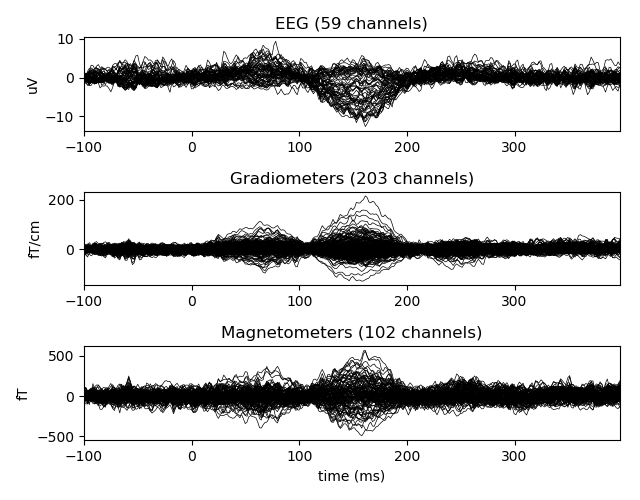 EEG (59 channels)
10
0
−10
uV
−100 0 100 200 300
Gradiometers (203 channels)
200
0
fT/cm
−100 0 100 200 300
Magnetometers (102 channels)
500
0
−500
fT
−100 0 100 200 300
time (ms)